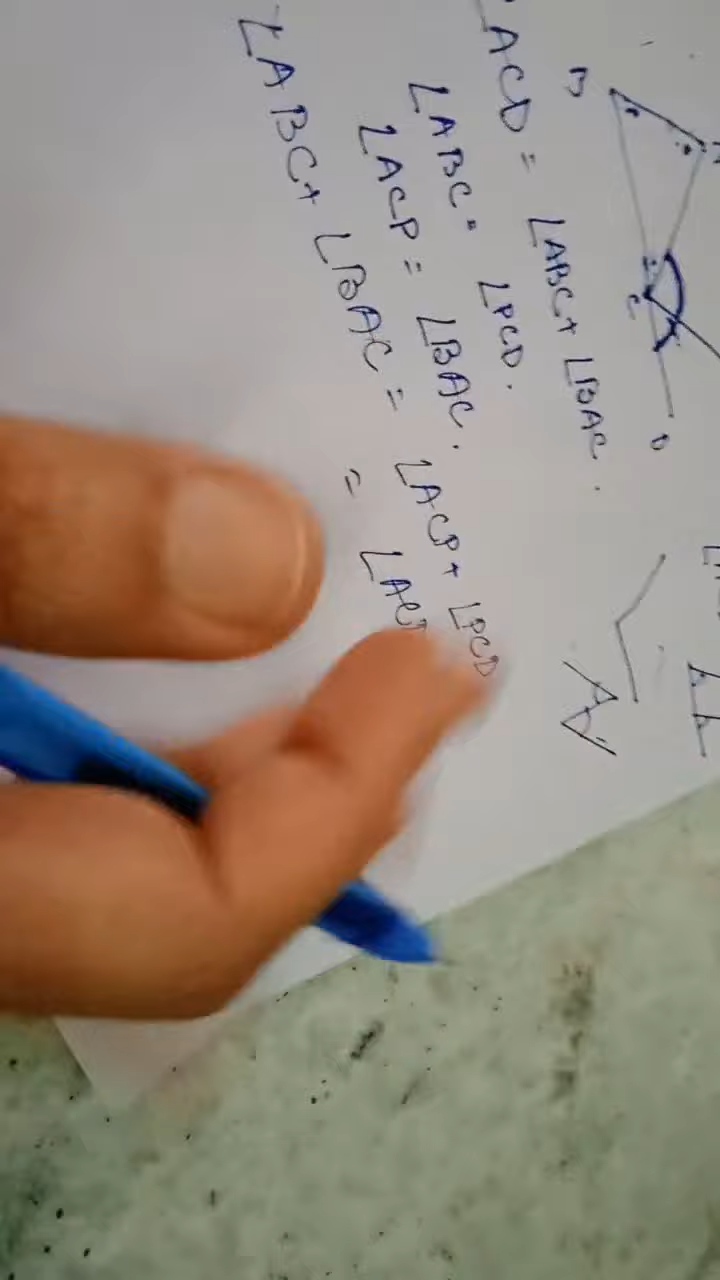 B
C
D
∠ACD = ∠ABC + ∠BAC.
∠ABC = ∠PCD.
∠ACP = ∠BAC.
∠ABC + ∠BAC = ∠ACP + ∠PCD
=